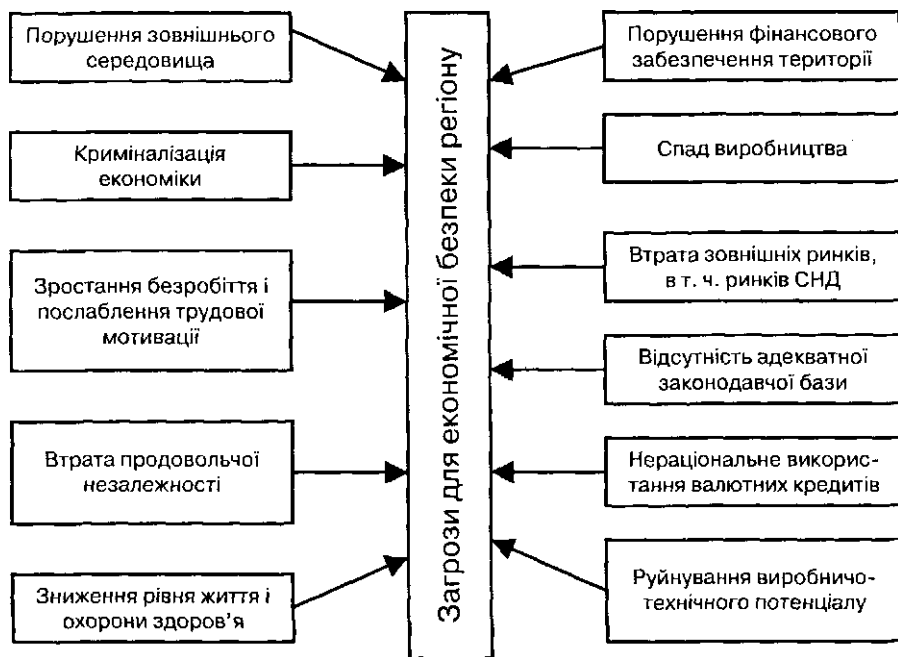 Порушення зовнішнього
середовища
Криміналізація
економіки
Зростання безробіття і
послаблення трудової
мотивації
Втрата продовольчої
незалежності
Зниження рівня життя і
охорони здоров’я
Загрози для економічної безпеки регіону
Порушення фінансового
забезпечення території
Спад виробництва
Втрата зовнішніх ринків,
в т. ч. ринків СНД
Відсутність адекватної
законодавчої бази
Нераціональне викорис-
тання валютних кредитів
Руйнування виробничо-
технічного потенціалу